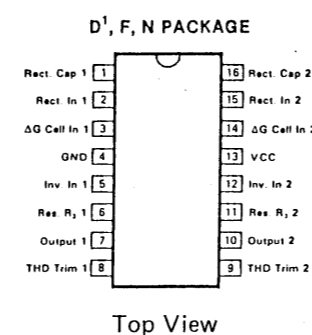 D¹, F, N PACKAGE
Rect. Cap 1 1 16 Rect. Cap 2
Rect. In 1 2 15 Rect. In 2
ΔG Cell In 1 3 14 ΔG Cell In 2
GND 4 13 VCC
Inv. In 1 5 12 Inv. In 2
Res. R₃ 1 6 11 Res. R₃ 2
Output 1 7 10 Output 2
THD Trim 1 8 9 THD Trim 2
Top View